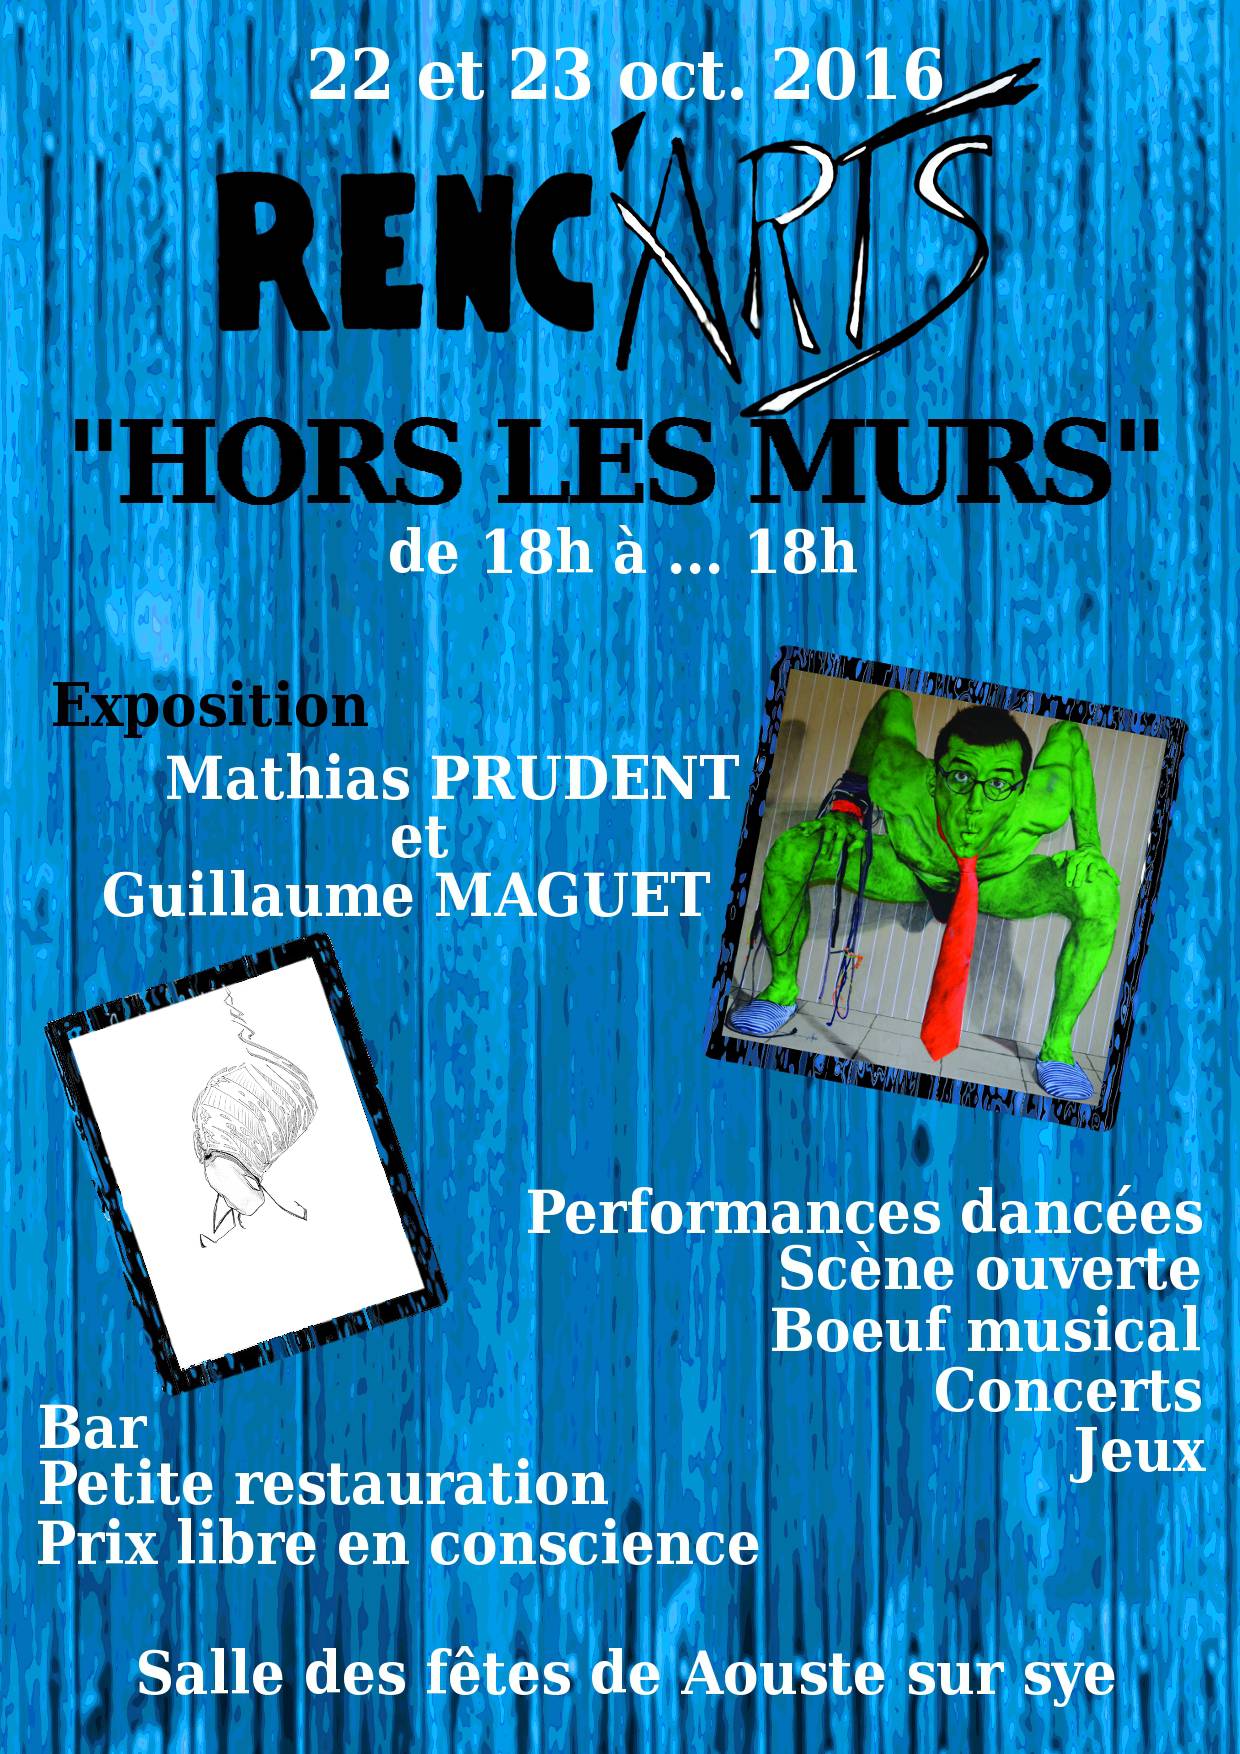 22 et 23 oct. 2016
RENC'ARTS
"HORS LES MURS"
de 18h à ... 18h
Exposition
Mathias PRUDENT
et
Guillaume MAGUET
Performances dancées
Scène ouverte
Boeuf musical
Concerts
Jeux
Bar
Petite restauration
Prix libre en conscience
Salle des fêtes de Aouste sur sye